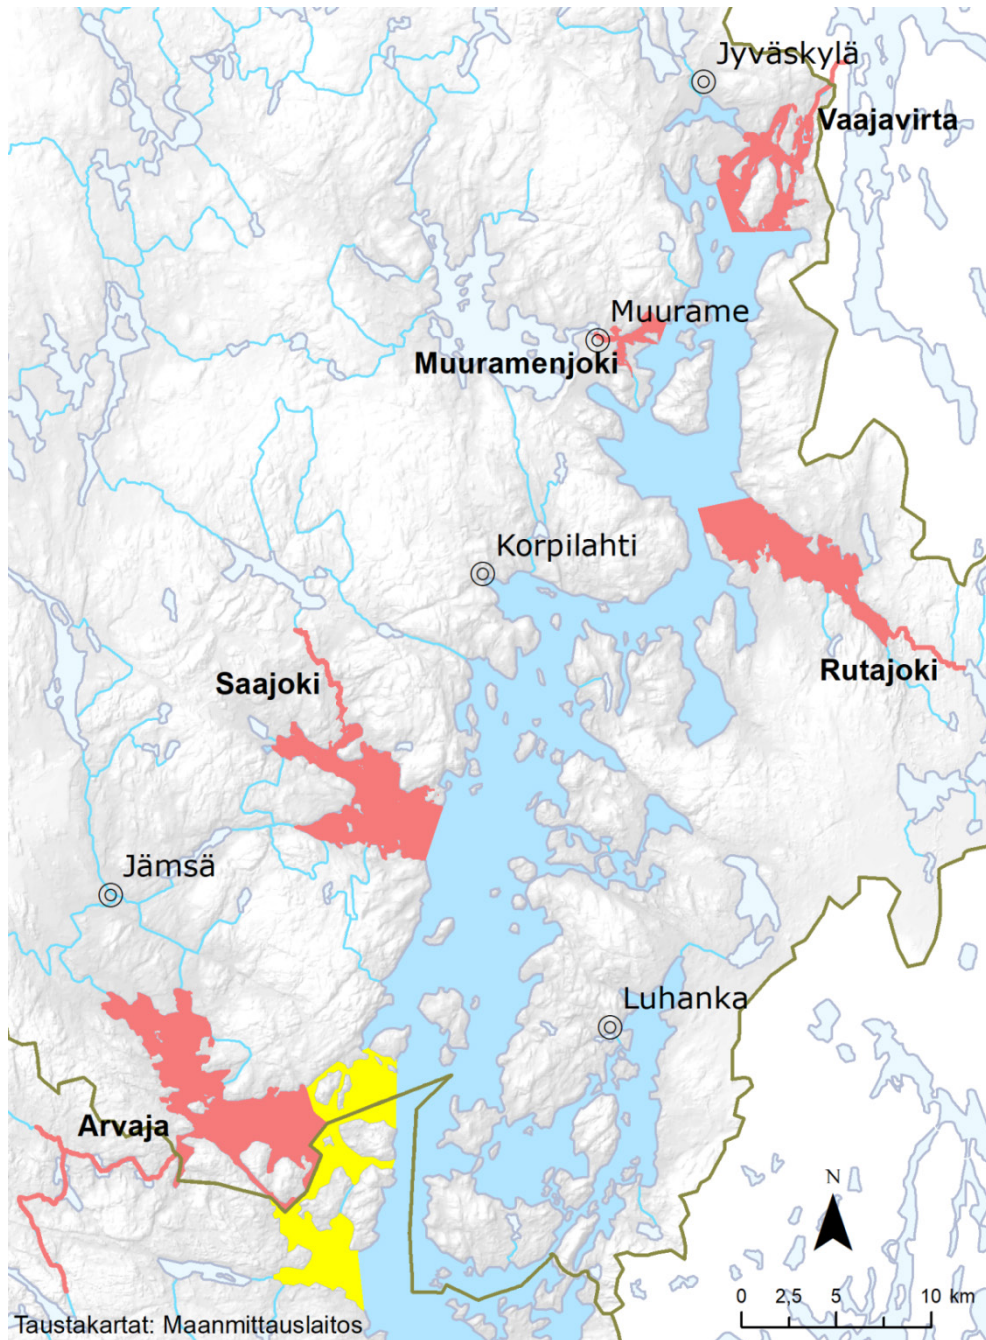 Jyväskylä
Vaajavirta
Muurame
Muuramenjoki
Korpilahti
Rutajoki
Saajoki
Jämsä
Luhanka
Arvaja
N
0 2,5 5 10 km
Taustakartat: Maanmittauslaitos